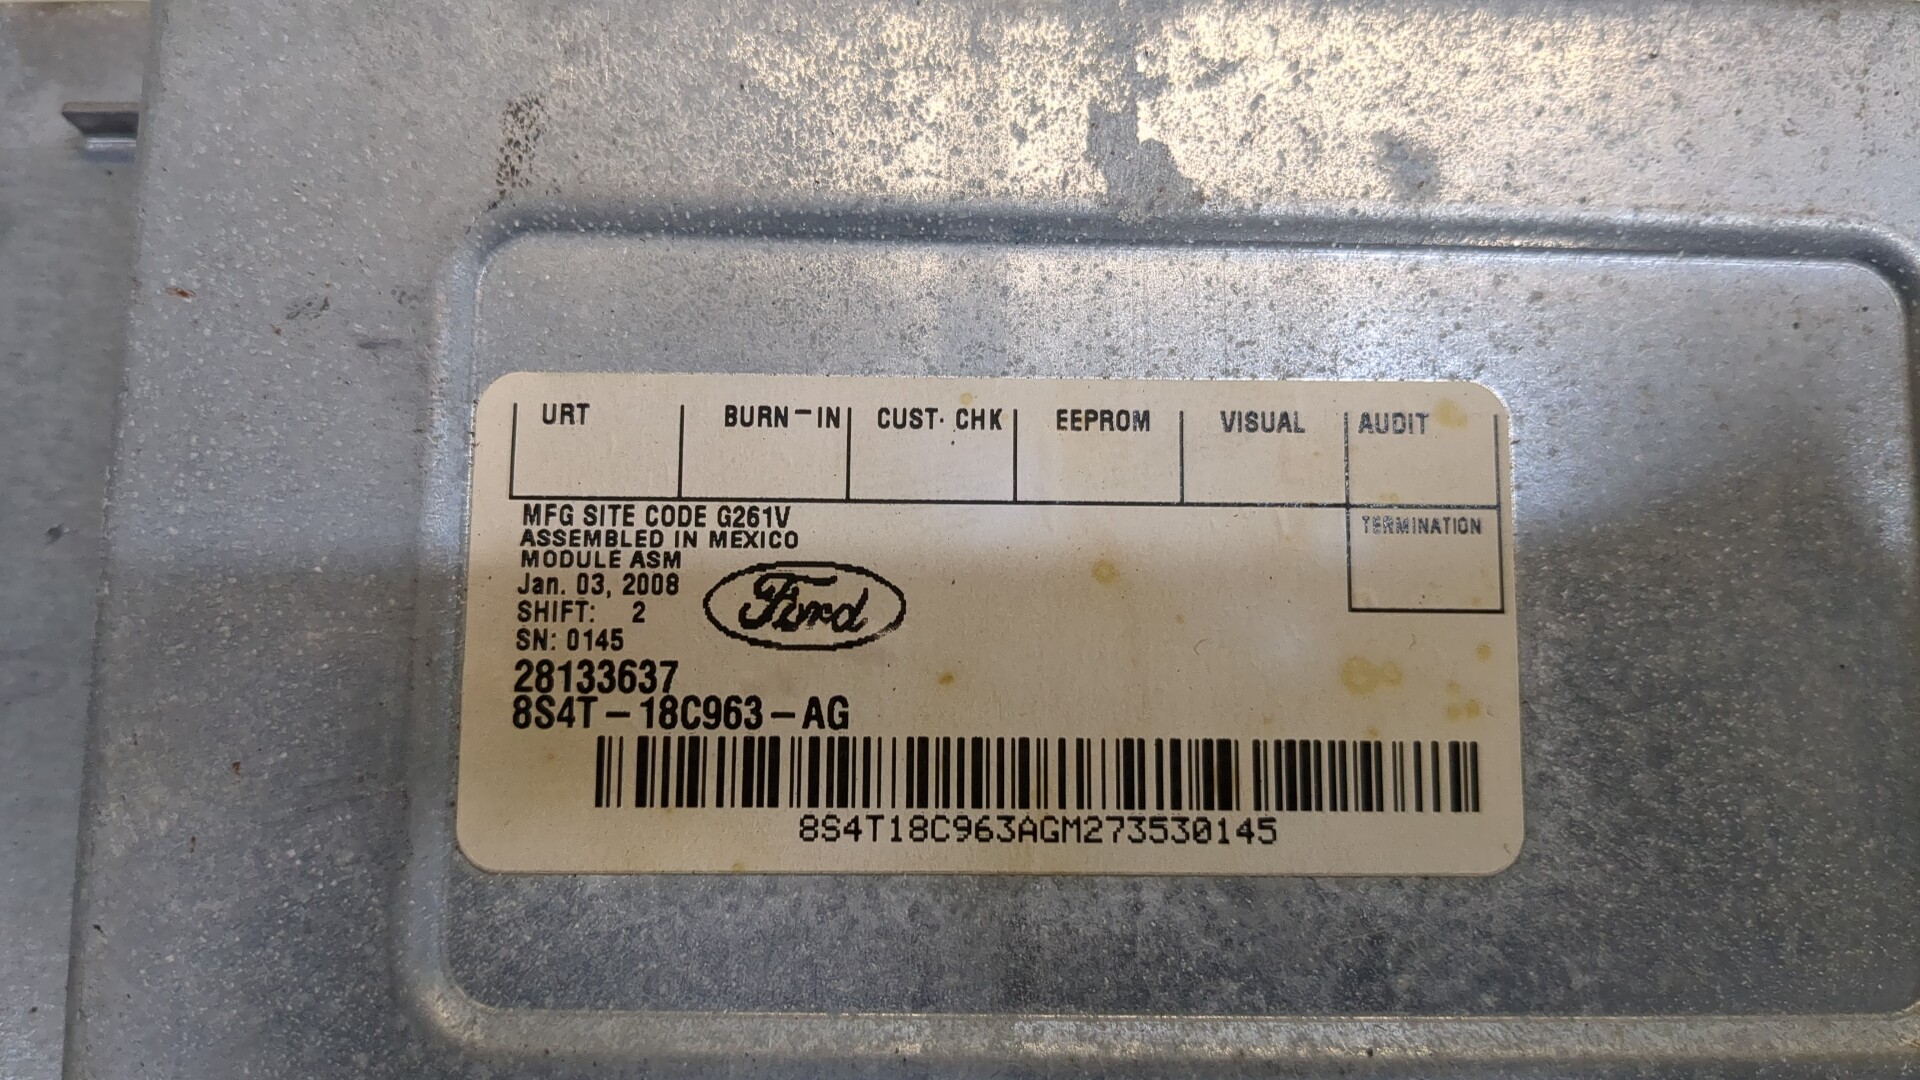 URT BURN-IN CUST. CHK EEPROM VISUAL AUDIT
MFG SITE CODE G261V
TERMINATION
ASSEMBLED IN MEXICO
MODULE ASM
Jan. 03, 2008
Ford
SHIFT: 2
SN: 0145
28133637
8S4T-18C963-AG
8S4T18C963AGM273530145